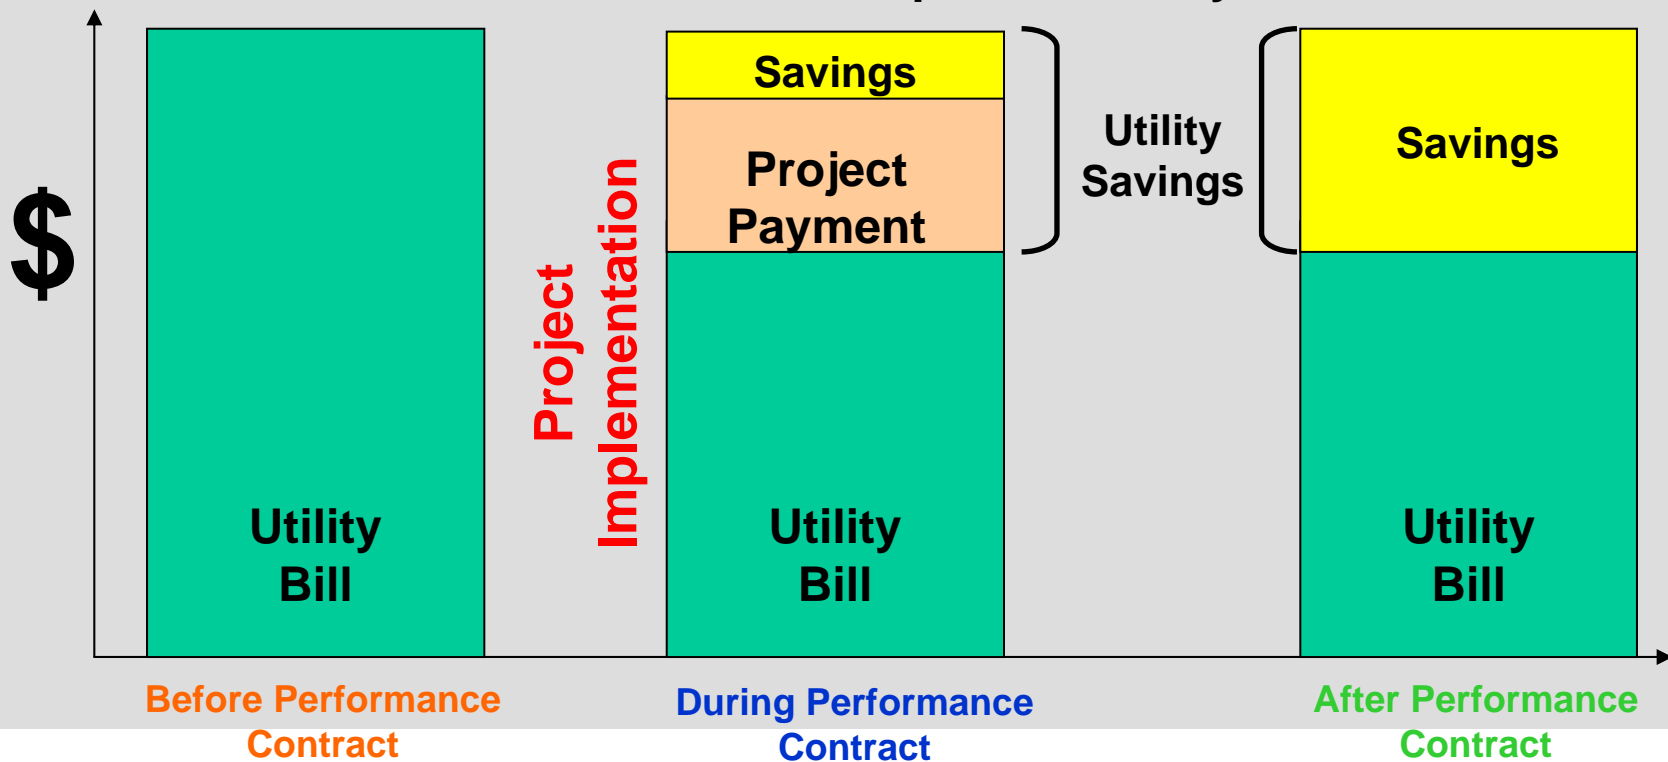 $
Utility
Bill
Project
Implementation
Savings
Project
Payment
Utility
Bill
Utility
Savings
Savings
Utility
Bill
Before Performance
Contract
During Performance
Contract
After Performance
Contract